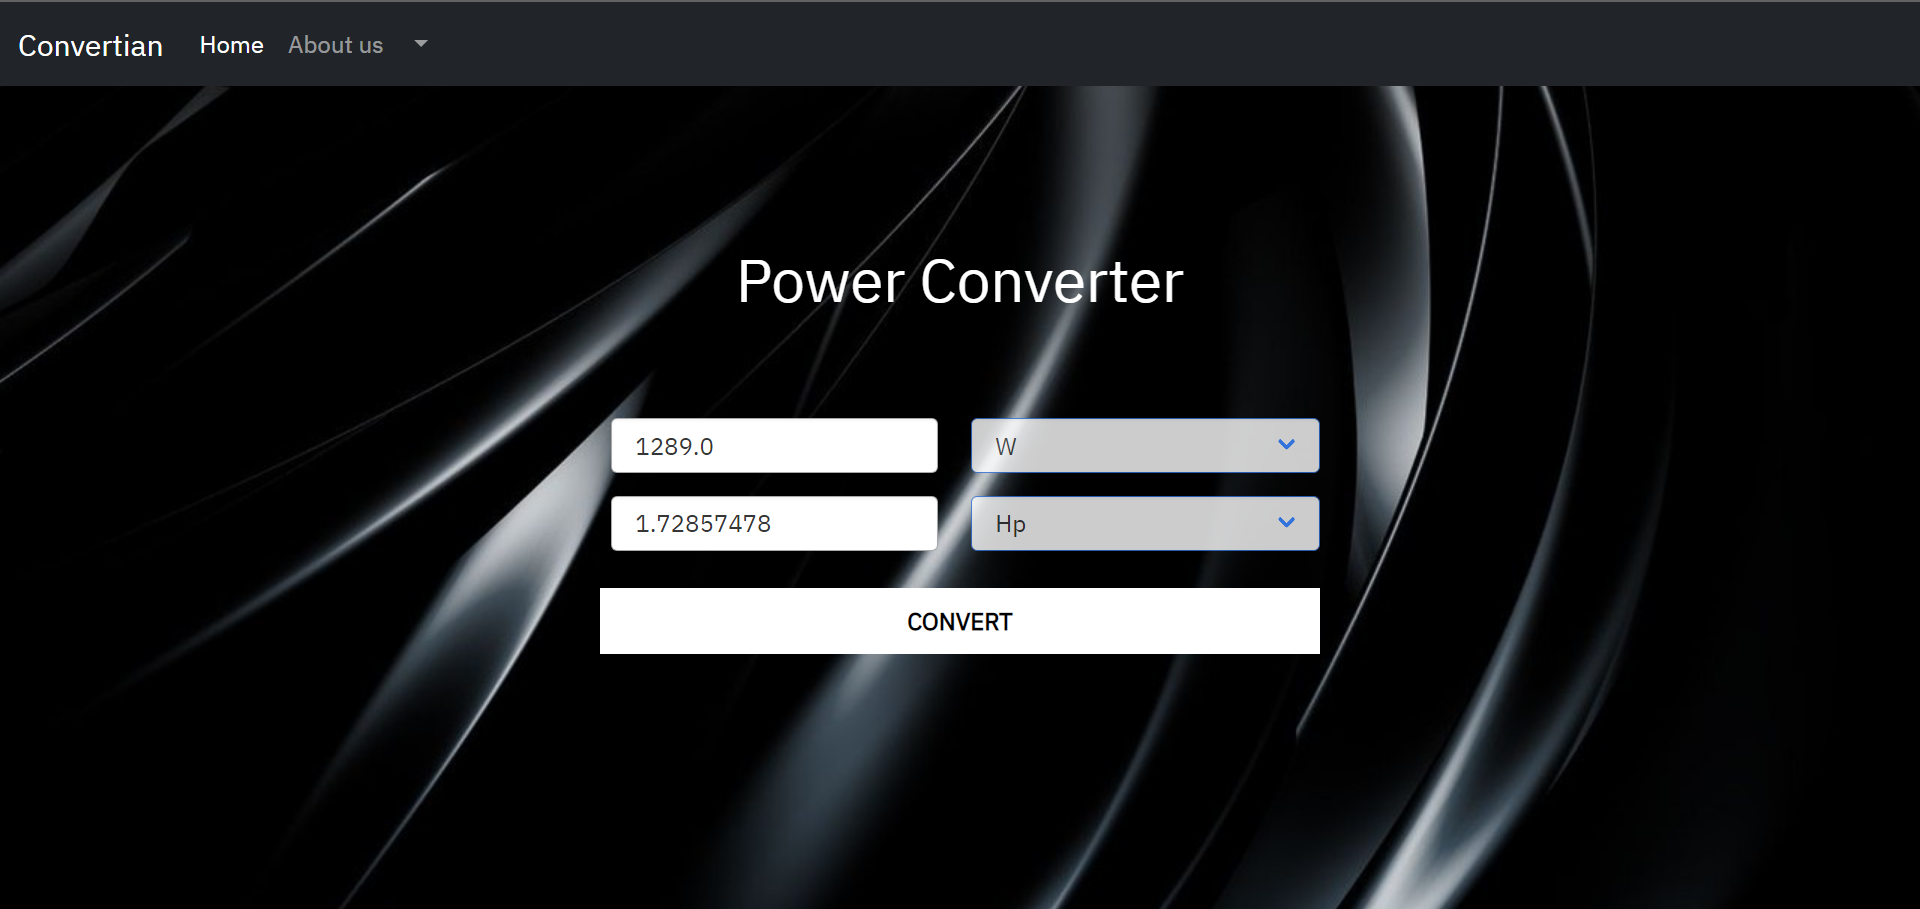 Convertian Home About us
Power Converter
1289.0 W
1.72857478 Hp
CONVERT